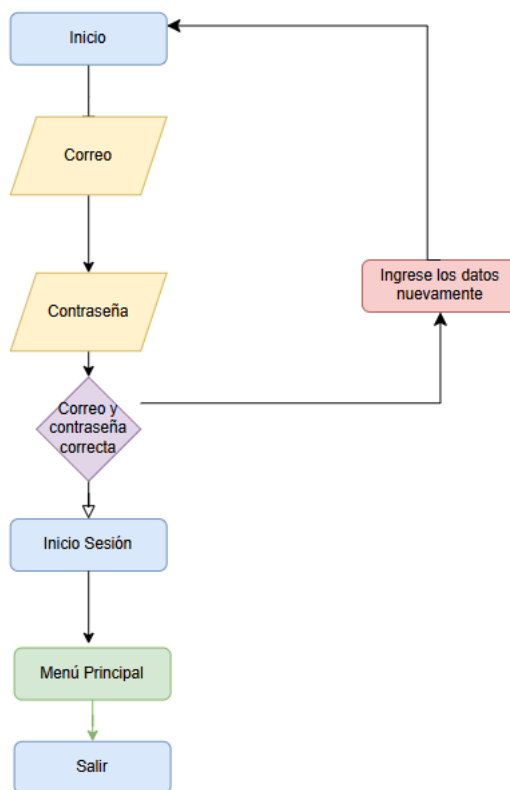 Inicio
Correo
Contraseña
Correo y
contraseña
correcta
Ingrese los datos
nuevamente
Inicio Sesión
Menú Principal
Salir